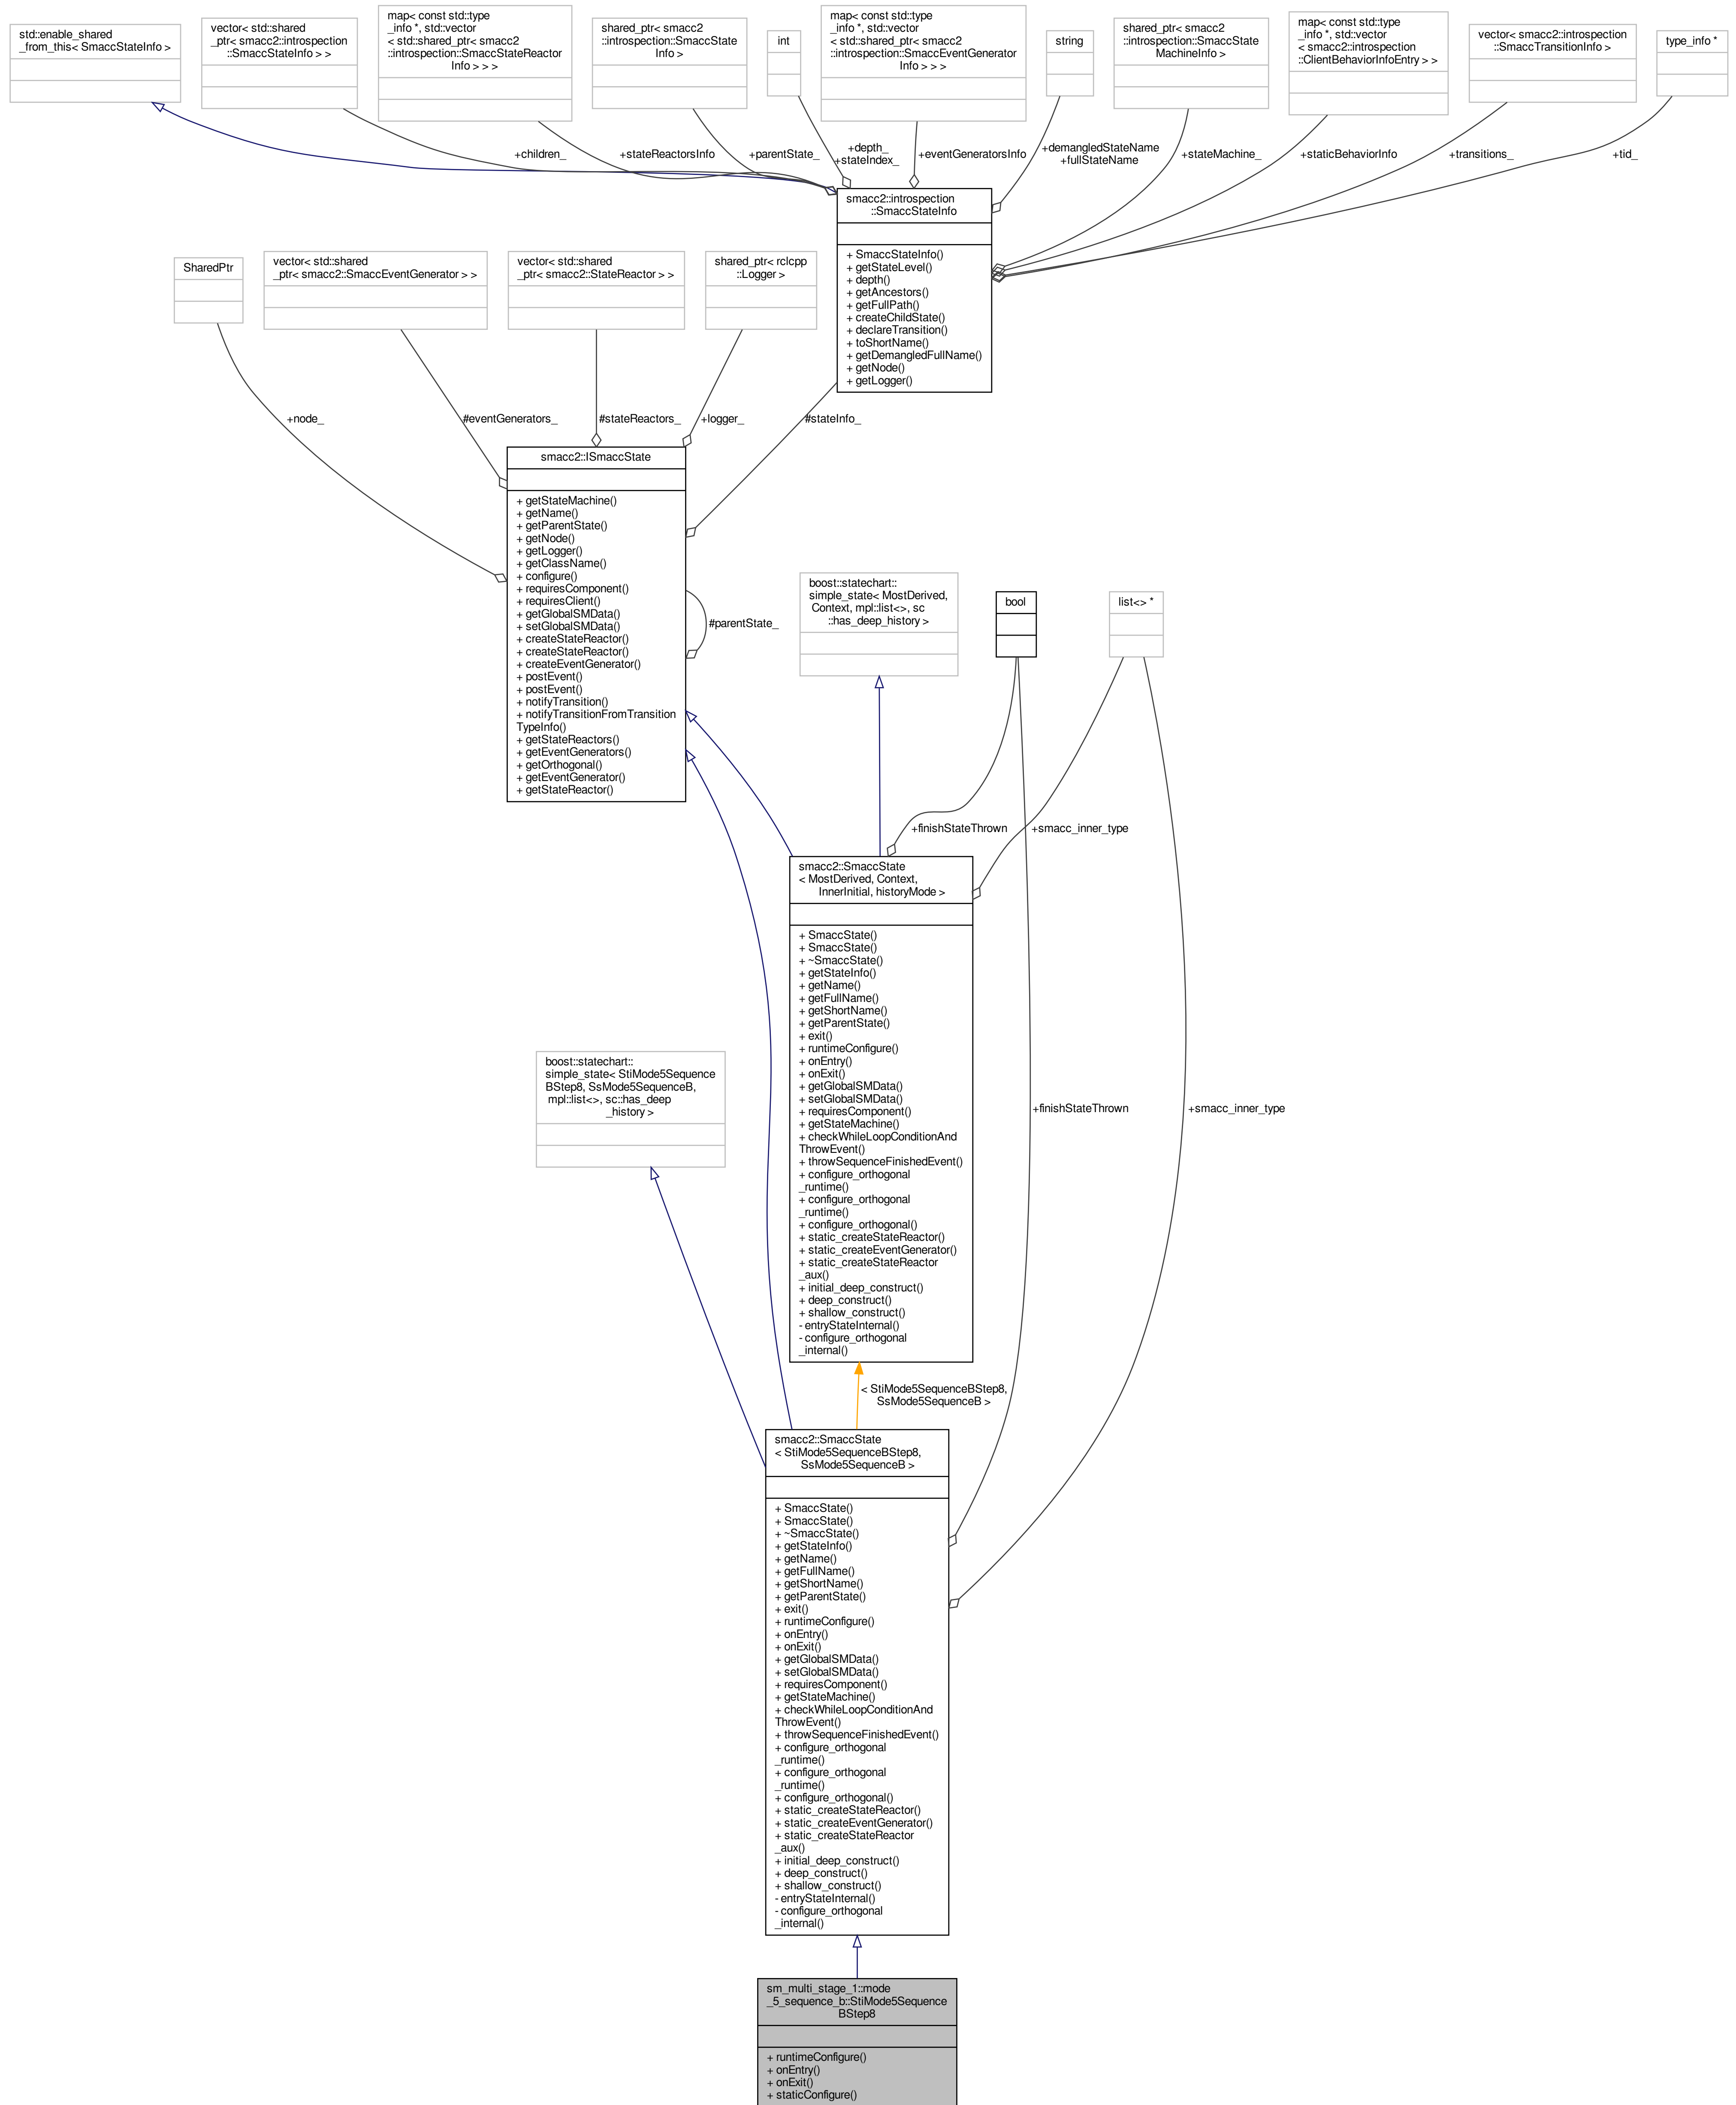 std::enable_shared
_from_this< SmaccStateInfo >
vector< std::shared
_ptr< smacc2::introspection
::SmaccStateInfo > >
map< const std::type
_info *, std::vector
< std::shared_ptr< smacc2
::introspection::SmaccStateReactor
Info > > >
shared_ptr< smacc2
::introspection::SmaccState
Info >
int
map< const std::type
_info *, std::vector
< std::shared_ptr< smacc2
::introspection::SmaccEventGenerator
Info > > >
string
shared_ptr< smacc2
::introspection::SmaccState
MachineInfo >
map< const std::type
_info *, std::vector
< smacc2::introspection
::ClientBehaviorInfoEntry > >
vector< smacc2::introspection
::SmaccTransitionInfo >
type_info *
+children_
+stateReactorsInfo
+parentState_
+depth_
+stateIndex_
+eventGeneratorsInfo
+demangledStateName
+fullStateName
+stateMachine_
+staticBehaviorInfo
+transitions_
+tid_
smacc2::introspection
::SmaccStateInfo
+ SmaccStateInfo()
+ getStateLevel()
+ depth()
+ getAncestors()
+ getFullPath()
+ createChildState()
+ declareTransition()
+ toShortName()
+ getDemangledFullName()
+ getNode()
+ getLogger()
SharedPtr
vector< std::shared
_ptr< smacc2::SmaccEventGenerator > >
vector< std::shared
_ptr< smacc2::StateReactor > >
shared_ptr< rclcpp
::Logger >
+node_
#eventGenerators_
#stateReactors_
+logger_
#stateInfo_
smacc2::ISmaccState
+ getStateMachine()
+ getName()
+ getParentState()
+ getNode()
+ getLogger()
+ getClassName()
+ configure()
+ requiresComponent()
+ requiresClient()
+ getGlobalSMData()
+ setGlobalSMData()
+ createStateReactor()
+ createStateReactor()
+ createEventGenerator()
+ postEvent()
+ postEvent()
+ notifyTransition()
+ notifyTransitionFromTransition
TypeInfo()
+ getStateReactors()
+ getEventGenerators()
+ getOrthogonal()
+ getEventGenerator()
+ getStateReactor()
#parentState_
boost::statechart::
simple_state< MostDerived,
Context, mpl::list<>, sc
::has_deep_history >
bool
list<> *
+finishStateThrown
+smacc_inner_type
smacc2::SmaccState
< MostDerived, Context,
InnerInitial, historyMode >
+ SmaccState()
+ SmaccState()
+ ~SmaccState()
+ getStateInfo()
+ getName()
+ getFullName()
+ getShortName()
+ getParentState()
+ exit()
+ runtimeConfigure()
+ onEntry()
+ onExit()
+ getGlobalSMData()
+ setGlobalSMData()
+ requiresComponent()
+ getStateMachine()
+ checkWhileLoopConditionAnd
ThrowEvent()
+ throwSequenceFinishedEvent()
+ configure_orthogonal
_runtime()
+ configure_orthogonal
_runtime()
+ configure_orthogonal()
+ static_createStateReactor()
+ static_createEventGenerator()
+ static_createStateReactor
_aux()
+ initial_deep_construct()
+ deep_construct()
+ shallow_construct()
- entryStateInternal()
- configure_orthogonal
_internal()
boost::statechart::
simple_state< StiMode5Sequence
BStep8, SsMode5SequenceB,
mpl::list<>, sc::has_deep
_history >
+finishStateThrown
+smacc_inner_type
< StiMode5SequenceBStep8,
SsMode5SequenceB >
smacc2::SmaccState
< StiMode5SequenceBStep8,
SsMode5SequenceB >
+ SmaccState()
+ SmaccState()
+ ~SmaccState()
+ getStateInfo()
+ getName()
+ getFullName()
+ getShortName()
+ getParentState()
+ exit()
+ runtimeConfigure()
+ onEntry()
+ onExit()
+ getGlobalSMData()
+ setGlobalSMData()
+ requiresComponent()
+ getStateMachine()
+ checkWhileLoopConditionAnd
ThrowEvent()
+ throwSequenceFinishedEvent()
+ configure_orthogonal
_runtime()
+ configure_orthogonal
_runtime()
+ configure_orthogonal()
+ static_createStateReactor()
+ static_createEventGenerator()
+ static_createStateReactor
_aux()
+ initial_deep_construct()
+ deep_construct()
+ shallow_construct()
- entryStateInternal()
- configure_orthogonal
_internal()
sm_multi_stage_1::mode
_5_sequence_b::StiMode5Sequence
BStep8
+ runtimeConfigure()
+ onEntry()
+ onExit()
+ staticConfigure()